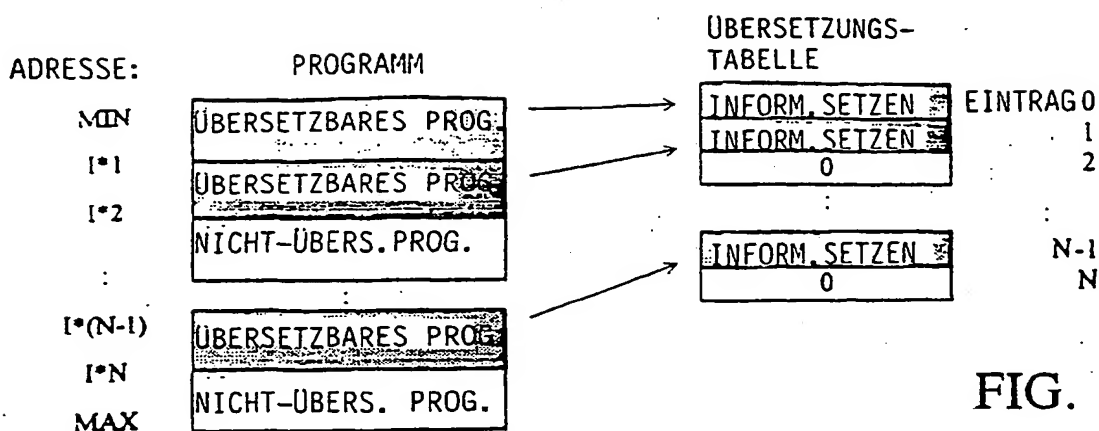 ADRESSE:
PROGRAMM
ÜBERSETZUNGS-
TABELLE
MIN
ÜBERSETZBARES PROG.
INFORM. SETZEN
EINTRAG 0
INFORM. SETZEN
1
I*1
ÜBERSETZBARES PROG.
0
2
I*2
NICHT-ÜBERS.PROG.
:
:
:
:
INFORM. SETZEN
N-1
0
N
I*(N-1)
ÜBERSETZBARES PROG.
I*N
NICHT-ÜBERS. PROG.
MAX
FIG.